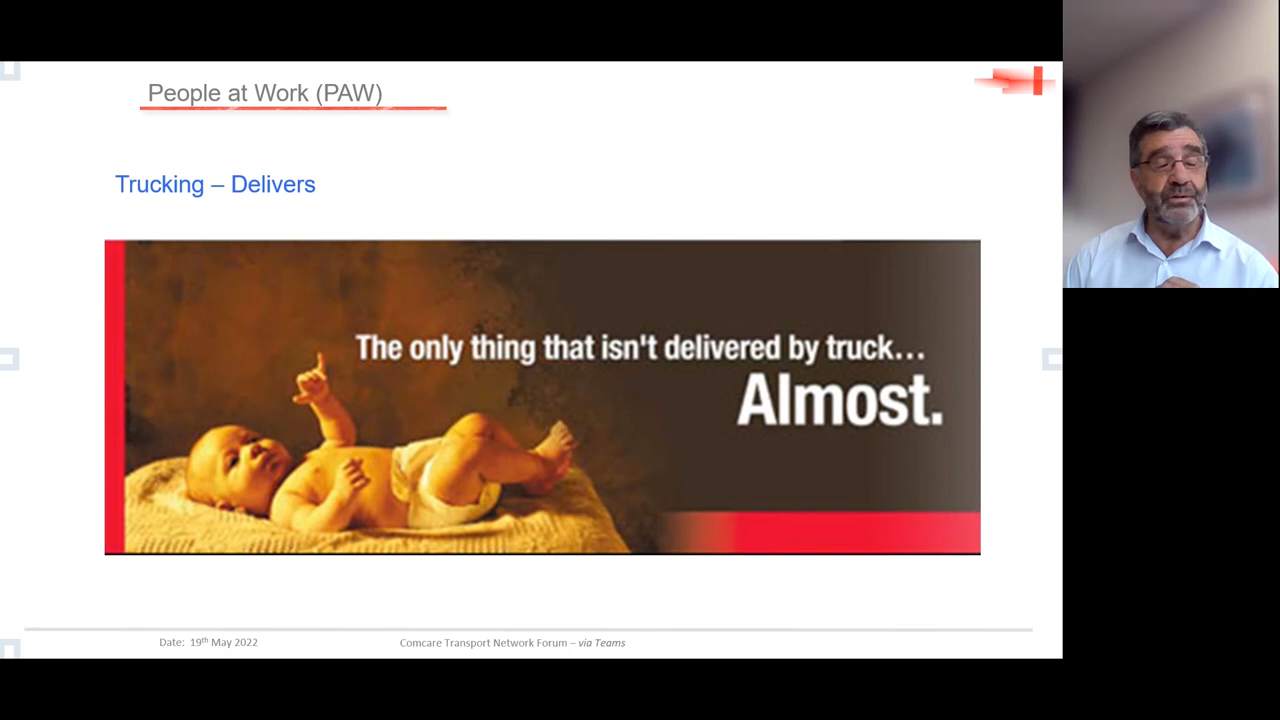 People at Work (PAW)
Trucking – Delivers
The only thing that isn't delivered by truck...
Almost.
Date: 19th May 2022
Comcare Transport Network Forum – via Teams